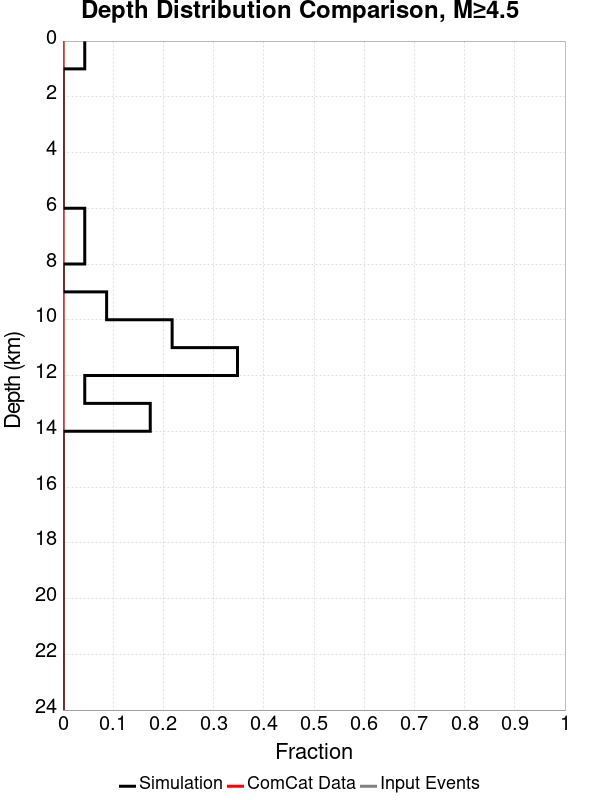 Depth Distribution Comparison, M≥4.5
0
2
4
6
8
10
12
14
16
18
20
22
24
Depth (km)
0 0.1 0.2 0.3 0.4 0.5 0.6 0.7 0.8 0.9 1
Fraction
Simulation ComCat Data Input Events